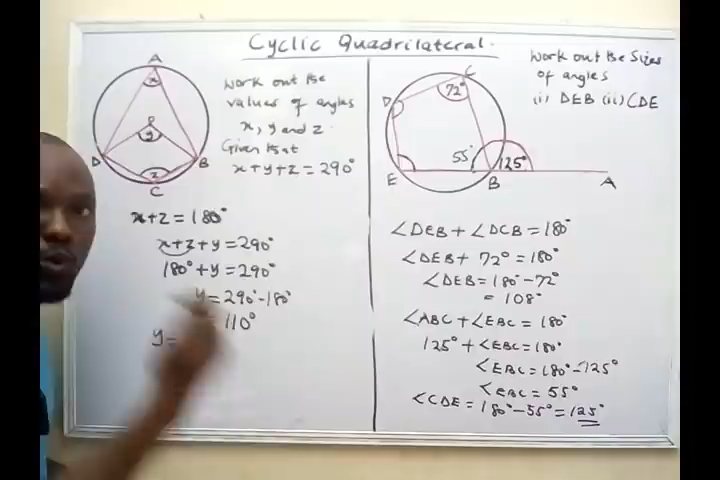 Cyclic Quadrilateral.
A
x
y
D
B
z
C
Work out the
values of angles
x, y and z.
Given that
x+y+z = 290°
x+z = 180°
x+z+y = 290°
180°+y = 290°
y = 290°-180°
110°
y =
Work out the sizes
of angles
(i) DEB (ii) CDE
C
D
72°
55°
125°
E
B
A
∠DEB + ∠DCB = 180°
∠DEB + 72° = 180°
∠DEB = 180°-72°
= 108°
∠ABC + ∠EBC = 180°
125° + ∠EBC = 180°
∠EBC = 180°-125°
∠EBC = 55°
∠CDE = 180°-55° = 125°